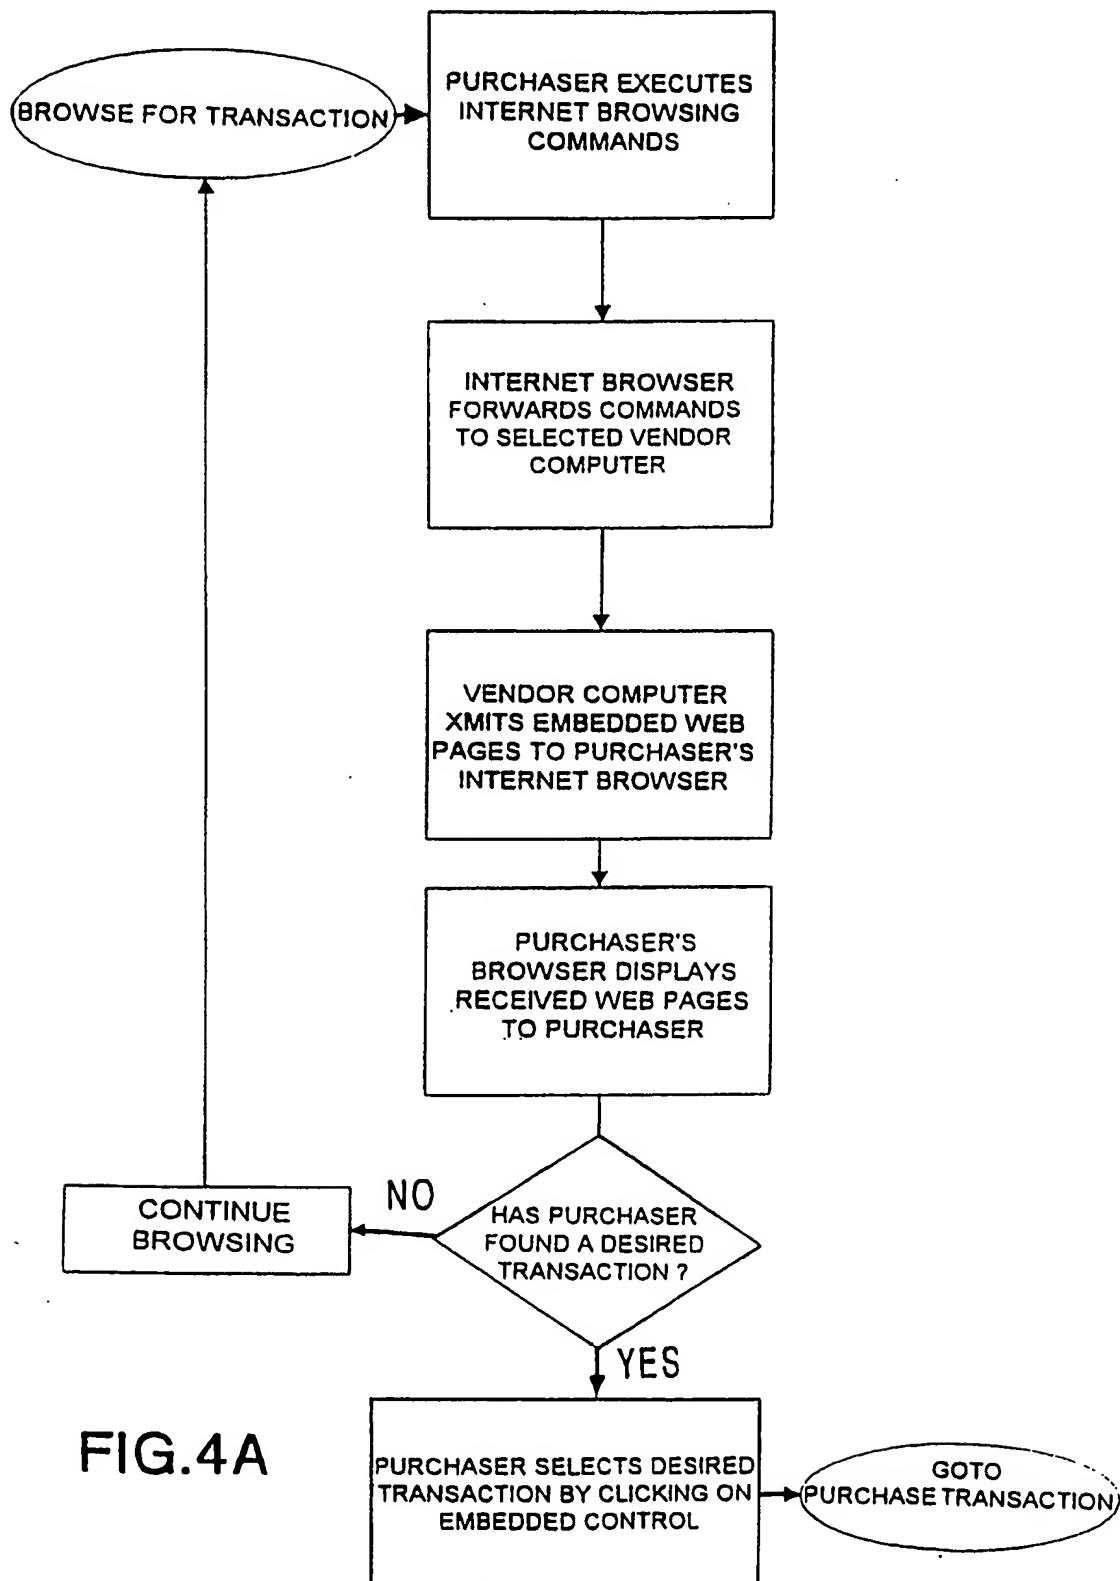 BROWSE FOR TRANSACTION
PURCHASER EXECUTES
INTERNET BROWSING
COMMANDS
INTERNET BROWSER
FORWARDS COMMANDS
TO SELECTED VENDOR
COMPUTER
VENDOR COMPUTER
XMITS EMBEDDED WEB
PAGES TO PURCHASER'S
INTERNET BROWSER
PURCHASER'S
BROWSER DISPLAYS
RECEIVED WEB PAGES
TO PURCHASER
HAS PURCHASER
FOUND A DESIRED
TRANSACTION ?
NO
CONTINUE
BROWSING
YES
PURCHASER SELECTS DESIRED
TRANSACTION BY CLICKING ON
EMBEDDED CONTROL
GOTO
PURCHASE TRANSACTION
FIG.4A